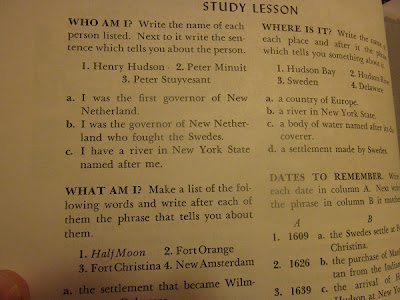 STUDY LESSON
WHO AM I? Write the name of each
person listed. Next to it write the sen-
tence which tells you about the person.
1. Henry Hudson 2. Peter Minuit
3. Peter Stuyvesant
a. I was the first governor of New
Netherland.
b. I was the governor of New Nether-
land who fought the Swedes.
c. I have a river in New York State
named after me.
WHAT AM I? Make a list of the fol-
lowing words and write after each of
them the phrase that tells you about
them.
1. Half Moon 2. Fort Orange
3. Fort Christina 4. New Amsterdam
a. the settlement that became Wilm-
WHERE IS IT? Write the name of
each place and after it the
which tells you something
1. Hudson Bay 2. Hudson
3. Sweden 4. Delaware
a. a country of Europe.
b. a river in New York State.
c. a body of water named after
coverer.
d. a settlement made by Swedes.
DATES TO REMEMBER.
each date in column A. Next
the phrase in column B it
A B
1. 1609 a. the Swedes settle
Christina.
2. 1626 b. the purchase of
tan from the Indians
3. 1639 c. the arrival of
Hudson at New